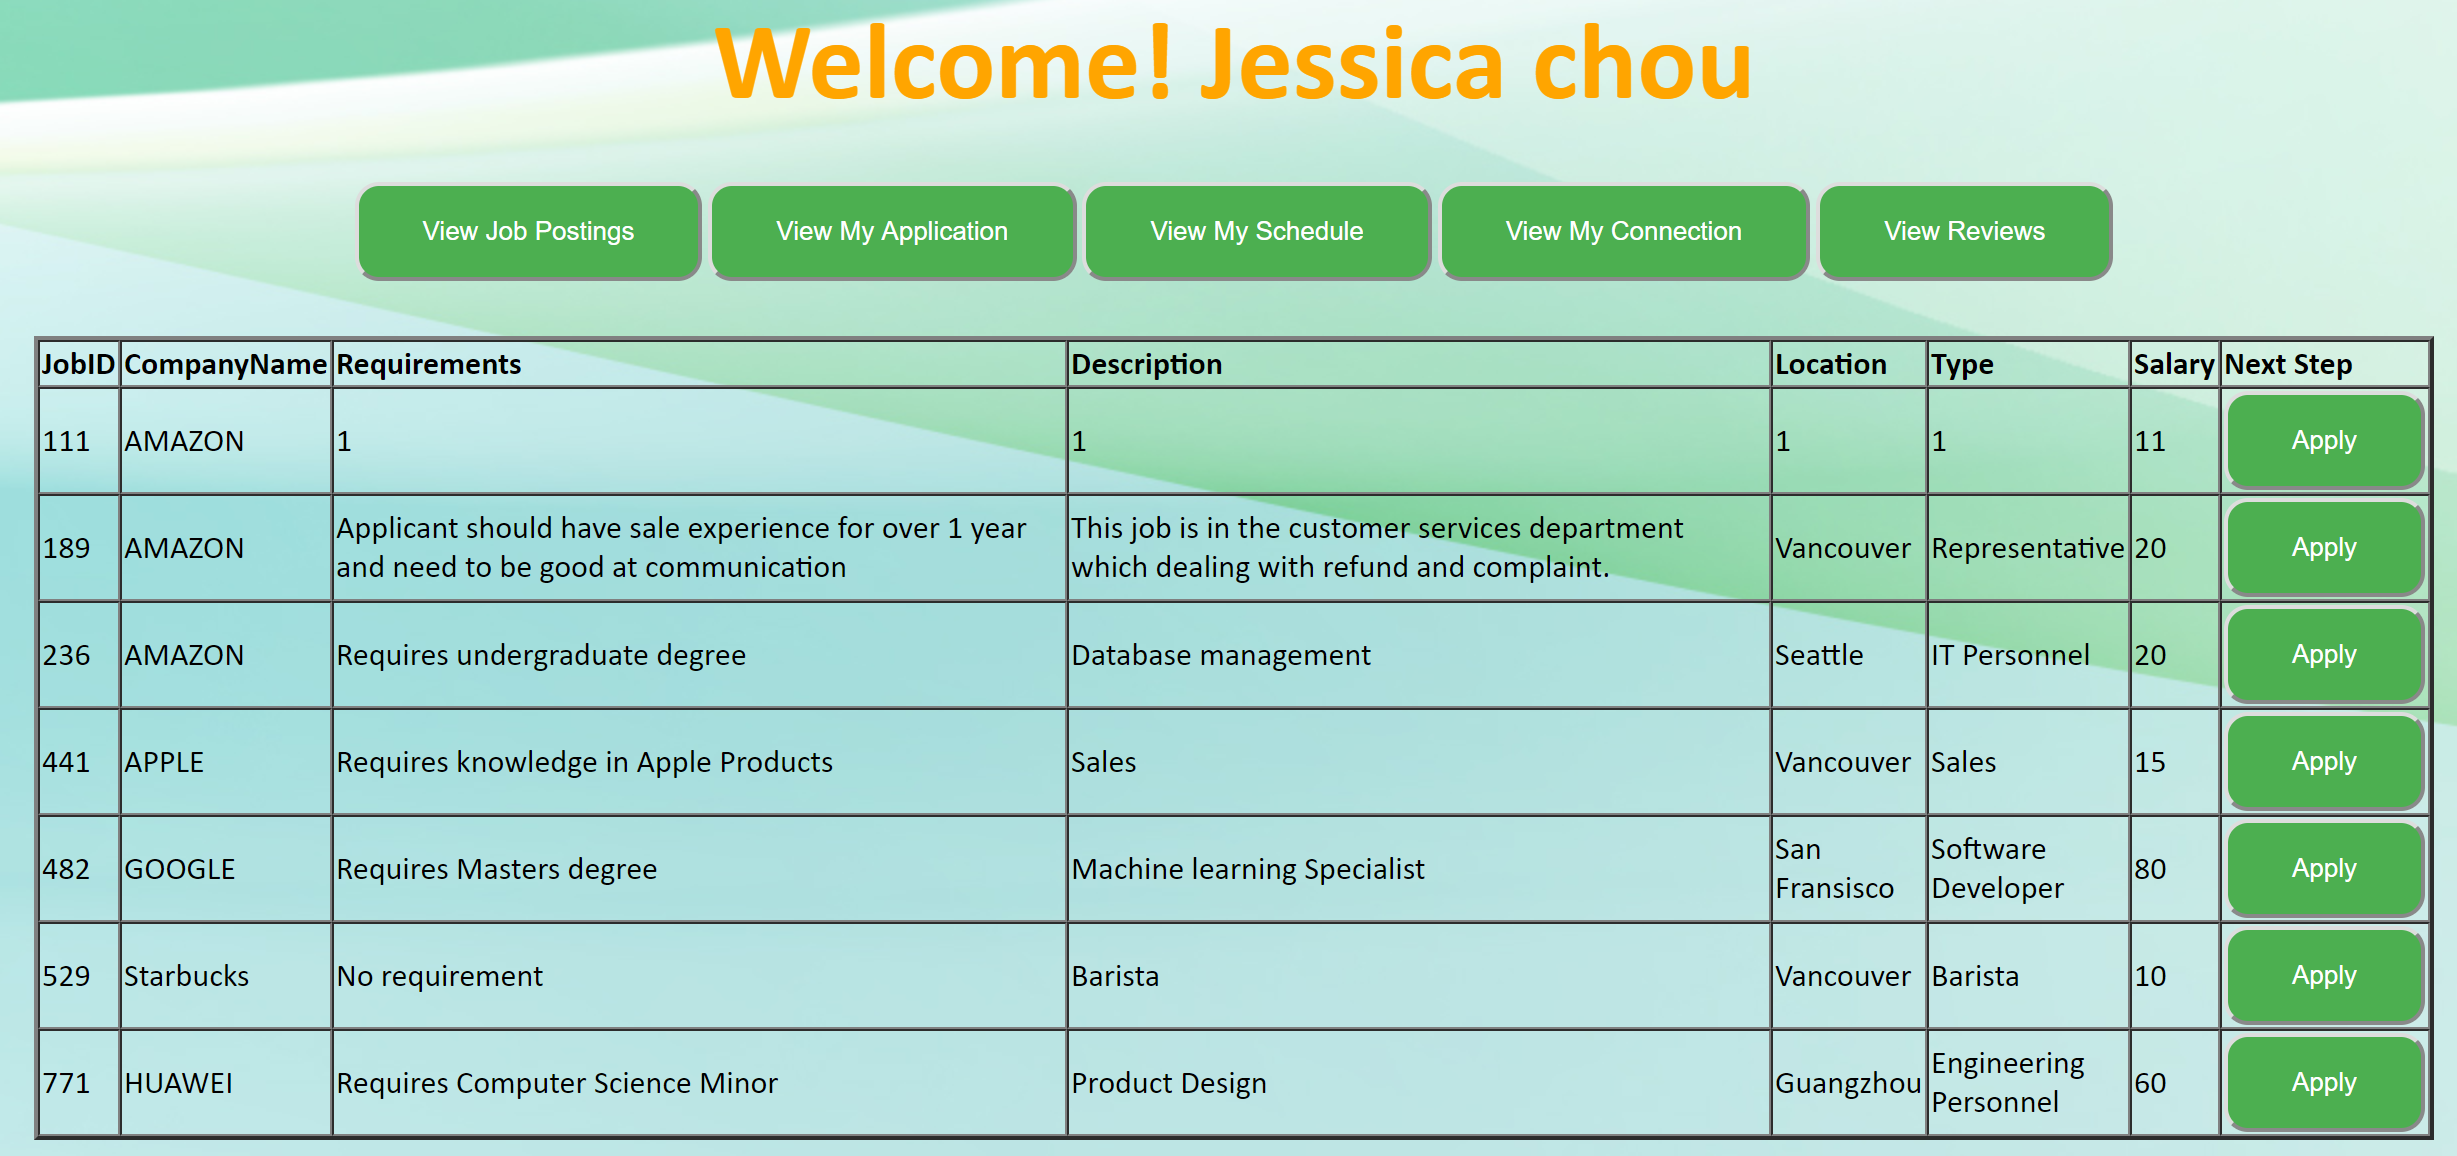 Welcome! Jessica chou
View Job Postings View My Application View My Schedule View My Connection View Reviews
JobID CompanyName Requirements Description Location Type Salary Next Step
111 AMAZON 1 1 1 1 11 Apply
189 AMAZON Applicant should have sale experience for over 1 year and need to be good at communication This job is in the customer services department which dealing with refund and complaint. Vancouver Representative 20 Apply
236 AMAZON Requires undergraduate degree Database management Seattle IT Personnel 20 Apply
441 APPLE Requires knowledge in Apple Products Sales Vancouver Sales 15 Apply
482 GOOGLE Requires Masters degree Machine learning Specialist San Fransisco Software Developer 80 Apply
529 Starbucks No requirement Barista Vancouver Barista 10 Apply
771 HUAWEI Requires Computer Science Minor Product Design Guangzhou Engineering Personnel 60 Apply